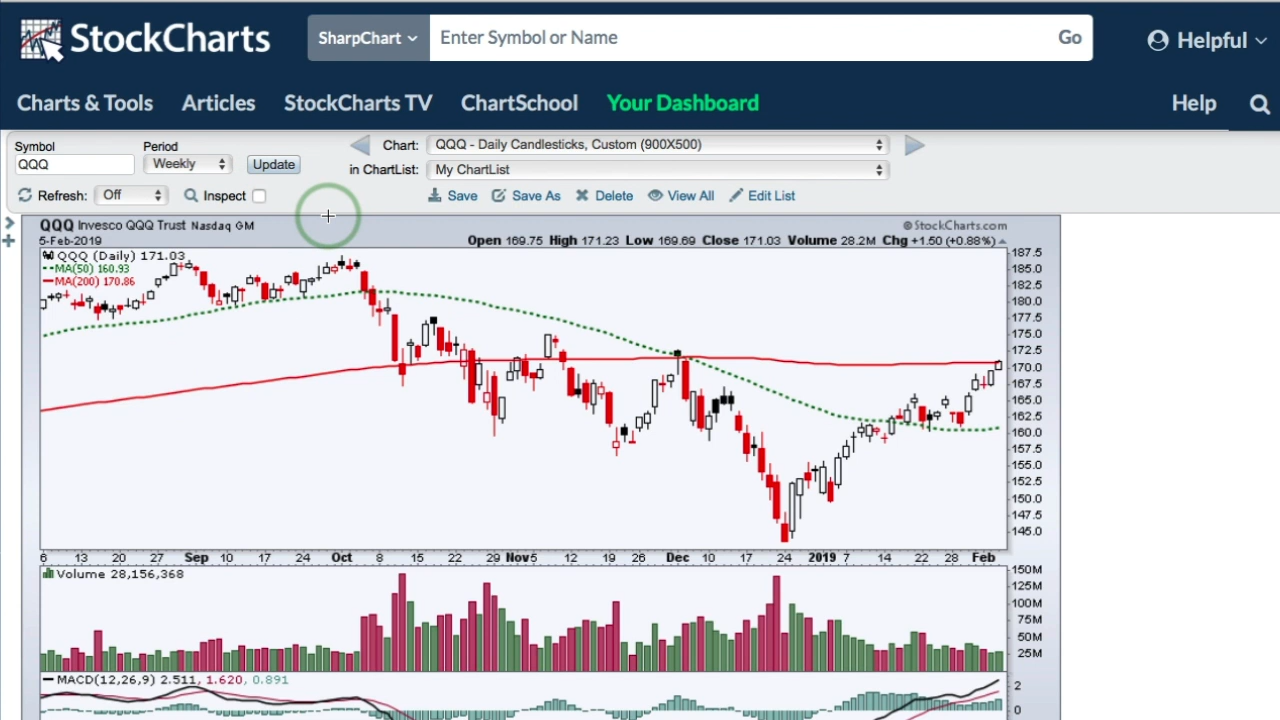 StockCharts
SharpChart
Enter Symbol or Name
Go
Helpful
Charts & Tools
Articles
StockCharts TV
ChartSchool
Your Dashboard
Help
Symbol
QQQ
Period
Weekly
Update
Chart: QQQ - Daily Candlesticks, Custom (900X500)
in ChartList: My ChartList
Refresh: Off
Inspect
Save
Save As
Delete
View All
Edit List
QQQ Invesco QQQ Trust Nasdaq GM
© StockCharts.com
5-Feb-2019
Open 169.75 High 171.23 Low 169.69 Close 171.03 Volume 28.2M Chg +1.50 (+0.88%)
QQQ (Daily) 171.03
MA(50) 160.93
MA(200) 170.86
187.5
185.0
182.5
180.0
177.5
175.0
172.5
170.0
167.5
165.0
162.5
160.0
157.5
155.0
152.5
150.0
147.5
145.0
6 13 20 27 Sep 10 17 24 Oct 8 15 22 29 Nov 5 12 19 26 Dec 10 17 24 2019 7 14 22 28 Feb
Volume 28,156,368
150M
125M
100M
75M
50M
25M
MACD(12,26,9) 2.511, 1.620, 0.891
2
0